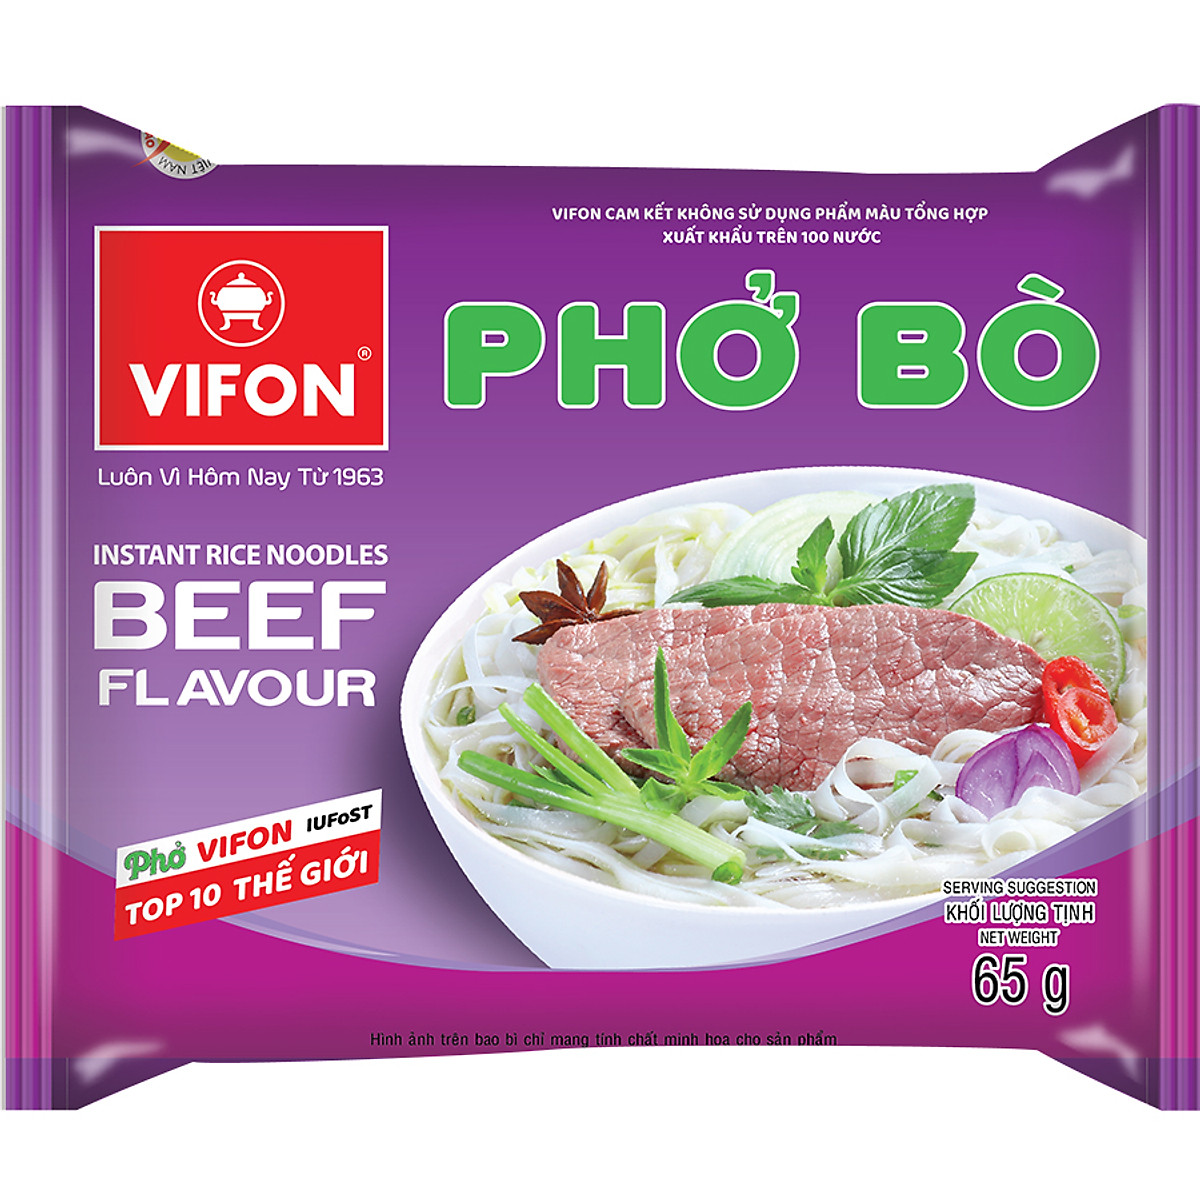 VIỆT NAM
VIFON CAM KẾT KHÔNG SỬ DỤNG PHẨM MÀU TỔNG HỢP
XUẤT KHẨU TRÊN 100 NƯỚC
VIFON®
Luôn Vì Hôm Nay Từ 1963
PHỞ BÒ
INSTANT RICE NOODLES
BEEF
FLAVOUR
Phở VIFON IUFoST
TOP 10 THẾ GIỚI
SERVING SUGGESTION
KHỐI LƯỢNG TỊNH
NET WEIGHT
65 g
Hình ảnh trên bao bì chỉ mang tính chất minh họa cho sản phẩm